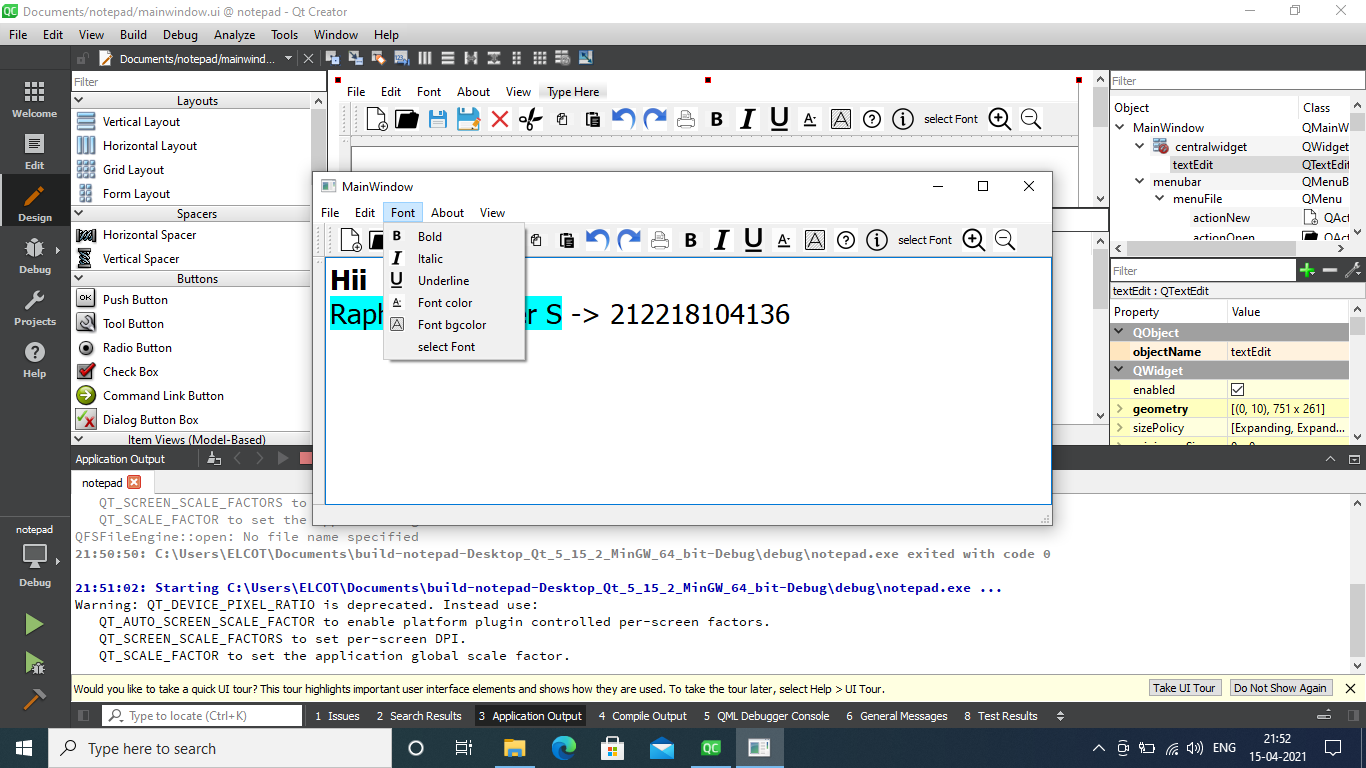 Documents/notepad/mainwindow.ui @ notepad - Qt Creator
File Edit View Build Debug Analyze Tools Window Help
Documents/notepad/mainwind...
Filter
Layouts
Vertical Layout
Horizontal Layout
Grid Layout
Form Layout
Spacers
Horizontal Spacer
Vertical Spacer
Buttons
Push Button
OK
Tool Button
Radio Button
Check Box
Command Link Button
Dialog Button Box
Item Views (Model-Based)
Welcome
Edit
Design
Debug
Projects
Help
notepad
Debug
File Edit Font About View Type Here
B I U A select Font
MainWindow
File Edit Font About View
B I U A select Font
B Bold
I Italic
U Underline
A Font color
A Font bgcolor
select Font
Hii
S -> 212218104136
Filter
Object Class
MainWindow QMainW
centralwidget QWidget
textEdit QTextEdit
menubar QMenuB
menuFile QMenu
actionNew QAct
actionOpen QAct
Filter
textEdit : QTextEdit
Property Value
QObject
objectName textEdit
QWidget
enabled
geometry [(0, 10), 751 x 261]
sizePolicy [Expanding, Expand...
Application Output
notepad
QT_SCREEN_SCALE_FACTORS to
QT_SCALE_FACTOR to set the
QFSFileEngine::open: No file name specified
21:50:50: C:\Users\ELCOT\Documents\build-notepad-Desktop_Qt_5_15_2_MinGW_64_bit-Debug\debug\notepad.exe exited with code 0
21:51:02: Starting C:\Users\ELCOT\Documents\build-notepad-Desktop_Qt_5_15_2_MinGW_64_bit-Debug\debug\notepad.exe ...
Warning: QT_DEVICE_PIXEL_RATIO is deprecated. Instead use:
QT_AUTO_SCREEN_SCALE_FACTOR to enable platform plugin controlled per-screen factors.
QT_SCREEN_SCALE_FACTORS to set per-screen DPI.
QT_SCALE_FACTOR to set the application global scale factor.
Would you like to take a quick UI tour? This tour highlights important user interface elements and shows how they are used. To take the tour later, select Help > UI Tour.
Take UI Tour Do Not Show Again
Type to locate (Ctrl+K) 1 Issues 2 Search Results 3 Application Output 4 Compile Output 5 QML Debugger Console 6 General Messages 8 Test Results
Type here to search
QC
ENG
21:52
15-04-2021